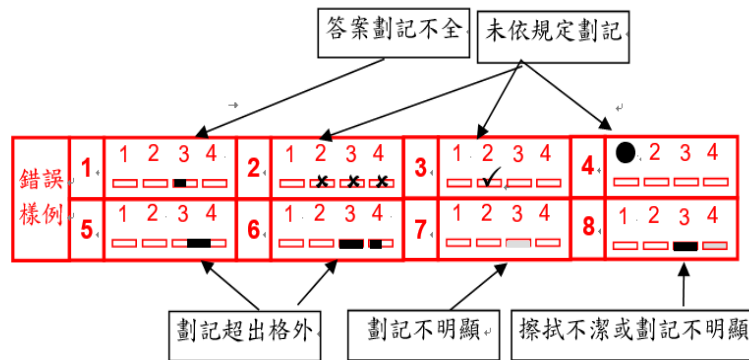 答案劃記不全 未依規定劃記
錯誤 1 1 2 3 4 2 1 2 3 4 3 1 2 3 4 4 2 3 4
樣例 5 1 2 3 4 6 1 2 3 4 7 1 2 3 4 8 1 2 3 4
劃記超出格外 劃記不明顯 擦拭不潔或劃記不明顯